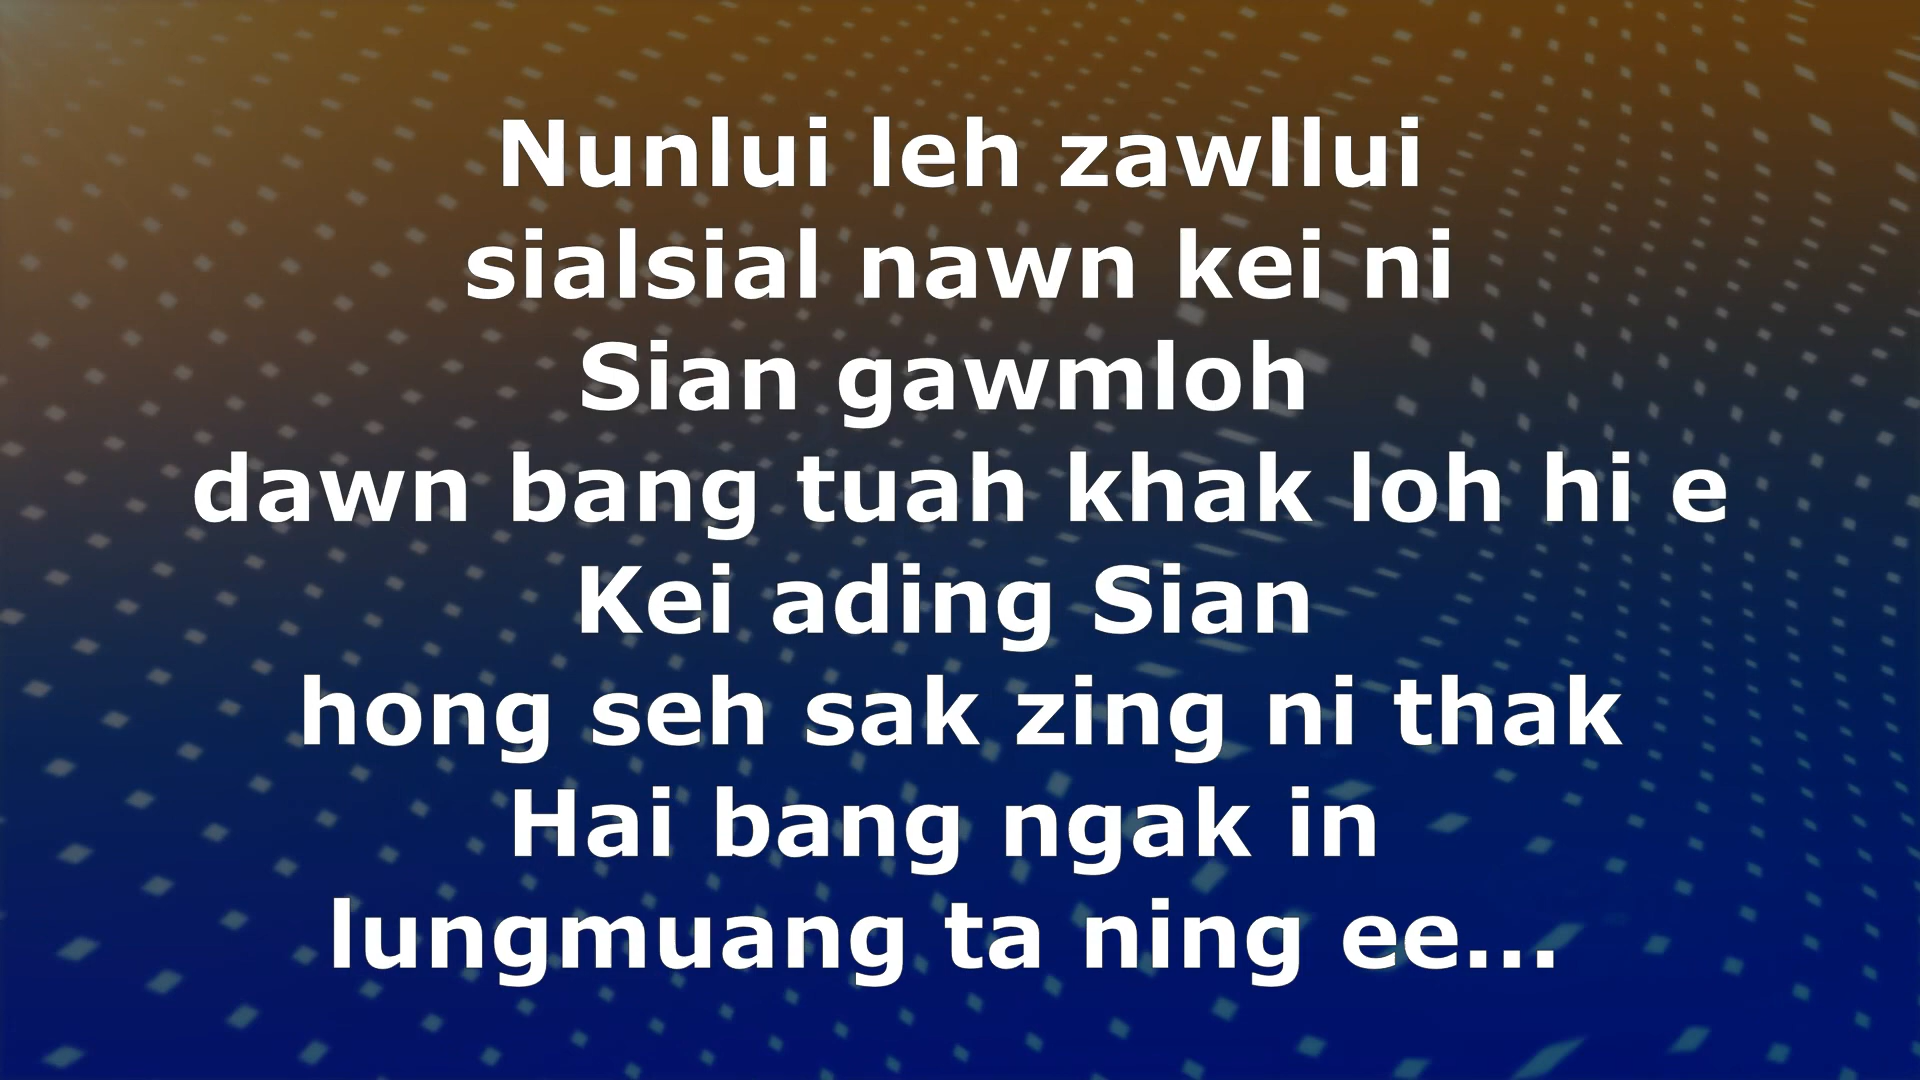 Nunlui leh zawllui
sialsial nawn kei ni
Sian gawmloh
dawn bang tuah khak loh hi e
Kei ading Sian
hong seh sak zing ni thak
Hai bang ngak in
lungmuang ta ning ee...